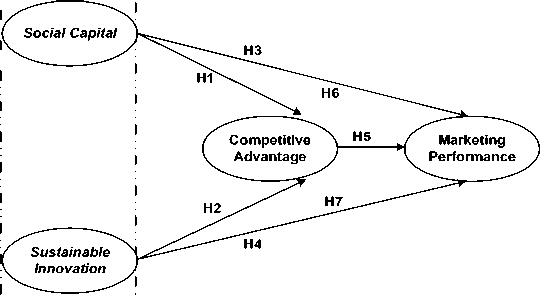 Social Capital
H3
H1
H6
Competitive
Advantage
H5
Marketing
Performance
H2
H7
H4
Sustainable
Innovation